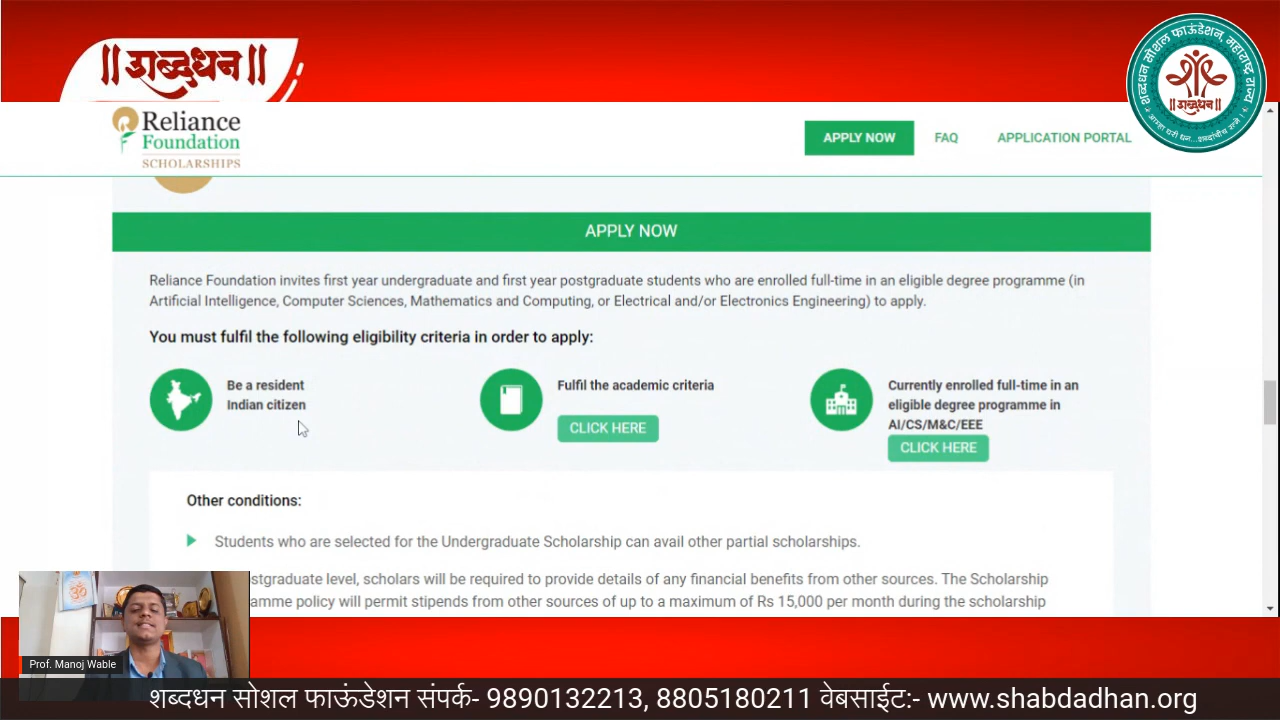 ॥ शब्दधन ॥
शब्दधन सोशल फाऊंडेशन, महाराष्ट्र राज्य
॥शब्दधन॥
Reliance
Foundation
SCHOLARSHIPS
APPLY NOW
FAQ
APPLICATION PORTAL
APPLY NOW
Reliance Foundation invites first year undergraduate and first year postgraduate students who are enrolled full-time in an eligible degree programme (in
Artificial Intelligence, Computer Sciences, Mathematics and Computing, or Electrical and/or Electronics Engineering) to apply.
You must fulfil the following eligibility criteria in order to apply:
Be a resident
Indian citizen
Fulfil the academic criteria
CLICK HERE
Currently enrolled full-time in an
eligible degree programme in
AI/CS/M&C/EEE
CLICK HERE
Other conditions:
Students who are selected for the Undergraduate Scholarship can avail other partial scholarships.
stgraduate level, scholars will be required to provide details of any financial benefits from other sources. The Scholarship
amme policy will permit stipends from other sources of up to a maximum of Rs 15,000 per month during the scholarship
ॐ
Prof. Manoj Wable
शब्दधन सोशल फाऊंडेशन संपर्क- 9890132213, 8805180211 वेबसाईट:- www.shabdadhan.org